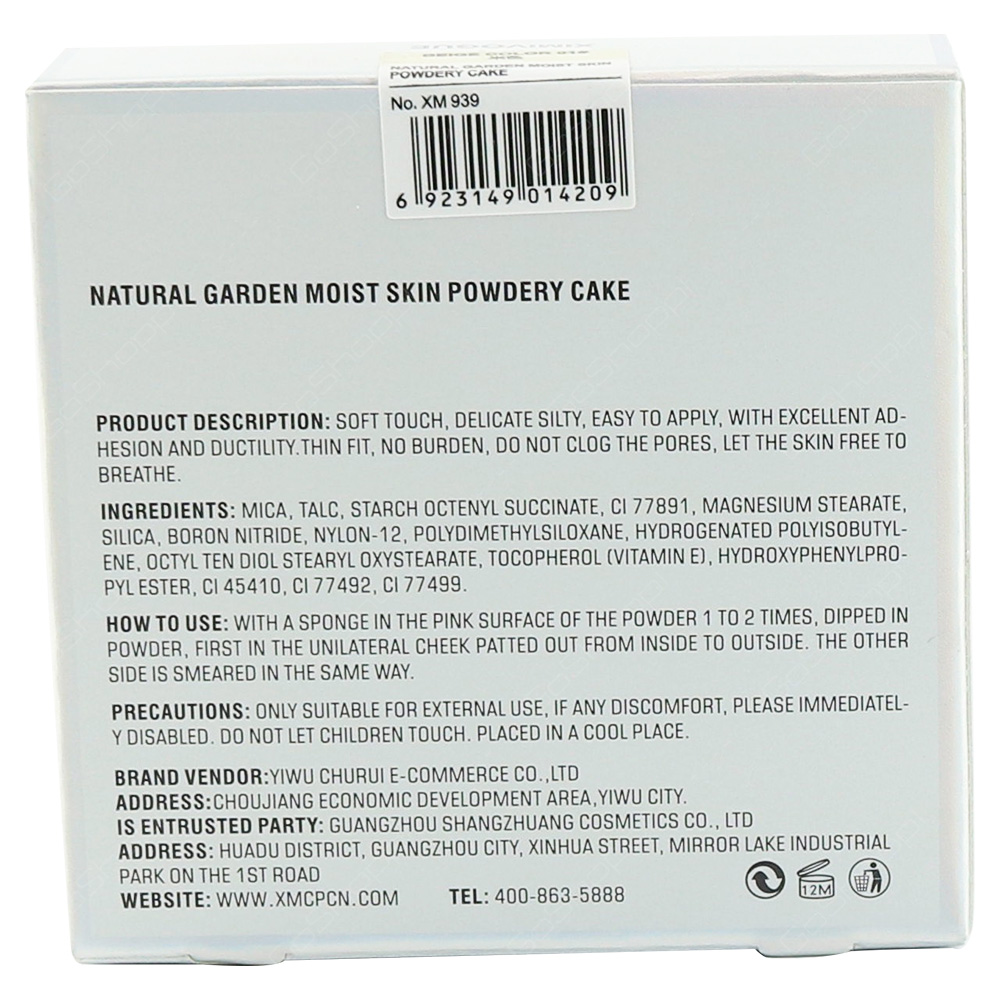 BEIGE COLOR 01#
NATURAL GARDEN MOIST SKIN
POWDERY CAKE
No. XM 939
6 923149 014209
NATURAL GARDEN MOIST SKIN POWDERY CAKE
PRODUCT DESCRIPTION: SOFT TOUCH, DELICATE SILTY, EASY TO APPLY, WITH EXCELLENT AD-
HESION AND DUCTILITY.THIN FIT, NO BURDEN, DO NOT CLOG THE PORES, LET THE SKIN FREE TO
BREATHE.
INGREDIENTS: MICA, TALC, STARCH OCTENYL SUCCINATE, CI 77891, MAGNESIUM STEARATE,
SILICA, BORON NITRIDE, NYLON-12, POLYDIMETHYLSILOXANE, HYDROGENATED POLYISOBUTYL-
ENE, OCTYL TEN DIOL STEARYL OXYSTEARATE, TOCOPHEROL (VITAMIN E), HYDROXYPHENYLPRO-
PYL ESTER, CI 45410, CI 77492, CI 77499.
HOW TO USE: WITH A SPONGE IN THE PINK SURFACE OF THE POWDER 1 TO 2 TIMES, DIPPED IN
POWDER, FIRST IN THE UNILATERAL CHEEK PATTED OUT FROM INSIDE TO OUTSIDE. THE OTHER
SIDE IS SMEARED IN THE SAME WAY.
PRECAUTIONS: ONLY SUITABLE FOR EXTERNAL USE, IF ANY DISCOMFORT, PLEASE IMMEDIATEL-
Y DISABLED. DO NOT LET CHILDREN TOUCH. PLACED IN A COOL PLACE.
BRAND VENDOR:YIWU CHURUI E-COMMERCE CO.,LTD
ADDRESS:CHOUJIANG ECONOMIC DEVELOPMENT AREA,YIWU CITY.
IS ENTRUSTED PARTY: GUANGZHOU SHANGZHUANG COSMETICS CO., LTD
ADDRESS: HUADU DISTRICT, GUANGZHOU CITY, XINHUA STREET, MIRROR LAKE INDUSTRIAL
PARK ON THE 1ST ROAD
WEBSITE: WWW.XMCPCN.COM TEL: 400-863-5888
12M